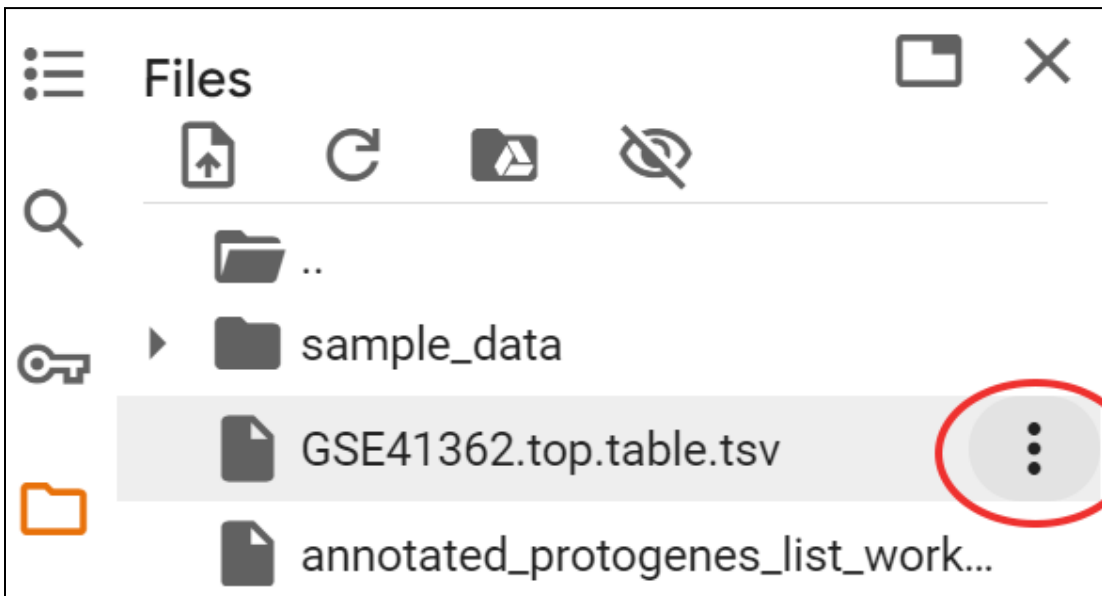 Files
..
sample_data
GSE41362.top.table.tsv
annotated_protogenes_list_work...